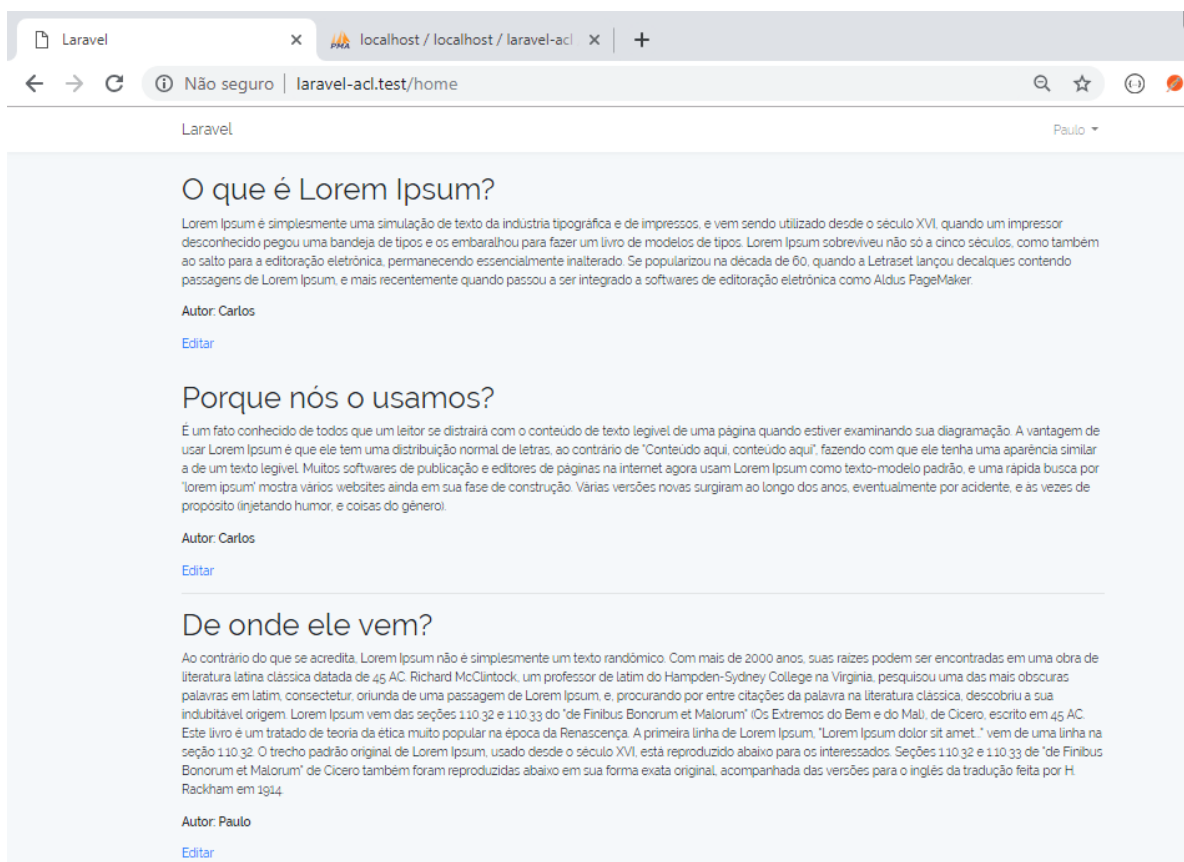 Laravel
localhost / localhost / laravel-acl
Não seguro | laravel-acl.test/home
Laravel
Paulo
O que é Lorem Ipsum?
Lorem Ipsum é simplesmente uma simulação de texto da indústria tipográfica e de impressos, e vem sendo utilizado desde o século XVI, quando um impressor
desconhecido pegou uma bandeja de tipos e os embaralhou para fazer um livro de modelos de tipos. Lorem Ipsum sobreviveu não só a cinco séculos, como também
ao salto para a editoração eletrônica, permanecendo essencialmente inalterado. Se popularizou na década de 60, quando a Letraset lançou decalques contendo
passagens de Lorem Ipsum, e mais recentemente quando passou a ser integrado a softwares de editoração eletrônica como Aldus PageMaker.
Autor: Carlos
Editar
Porque nós o usamos?
É um fato conhecido de todos que um leitor se distrairá com o conteúdo de texto legível de uma página quando estiver examinando sua diagramação. A vantagem de
usar Lorem Ipsum é que ele tem uma distribuição normal de letras, ao contrário de "Conteúdo aqui, conteúdo aqui", fazendo com que ele tenha uma aparência similar
a de um texto legível. Muitos softwares de publicação e editores de páginas na internet agora usam Lorem Ipsum como texto-modelo padrão, e uma rápida busca por
'lorem ipsum' mostra vários websites ainda em sua fase de construção. Várias versões novas surgiram ao longo dos anos, eventualmente por acidente, e às vezes de
propósito (injetando humor, e coisas do gênero).
Autor: Carlos
Editar
De onde ele vem?
Ao contrário do que se acredita, Lorem Ipsum não é simplesmente um texto randômico. Com mais de 2000 anos, suas raízes podem ser encontradas em uma obra de
literatura latina clássica datada de 45 AC. Richard McClintock, um professor de latim do Hampden-Sydney College na Virginia, pesquisou uma das mais obscuras
palavras em latim, consectetur, oriunda de uma passagem de Lorem Ipsum, e, procurando por entre citações da palavra na literatura clássica, descobriu a sua
indubitável origem. Lorem Ipsum vem das seções 1.10.32 e 1.10.33 do "de Finibus Bonorum et Malorum" (Os Extremos do Bem e do Mal), de Cícero, escrito em 45 AC.
Este livro é um tratado de teoria da ética muito popular na época da Renascença. A primeira linha de Lorem Ipsum, "Lorem Ipsum dolor sit amet..." vem de uma linha na
seção 1.10.32. O trecho padrão original de Lorem Ipsum, usado desde o século XVI, está reproduzido abaixo para os interessados. Seções 1.10.32 e 1.10.33 de "de Finibus
Bonorum et Malorum" de Cicero também foram reproduzidas abaixo em sua forma exata original, acompanhada das versões para o inglês da tradução feita por H.
Rackham em 1914.
Autor: Paulo
Editar